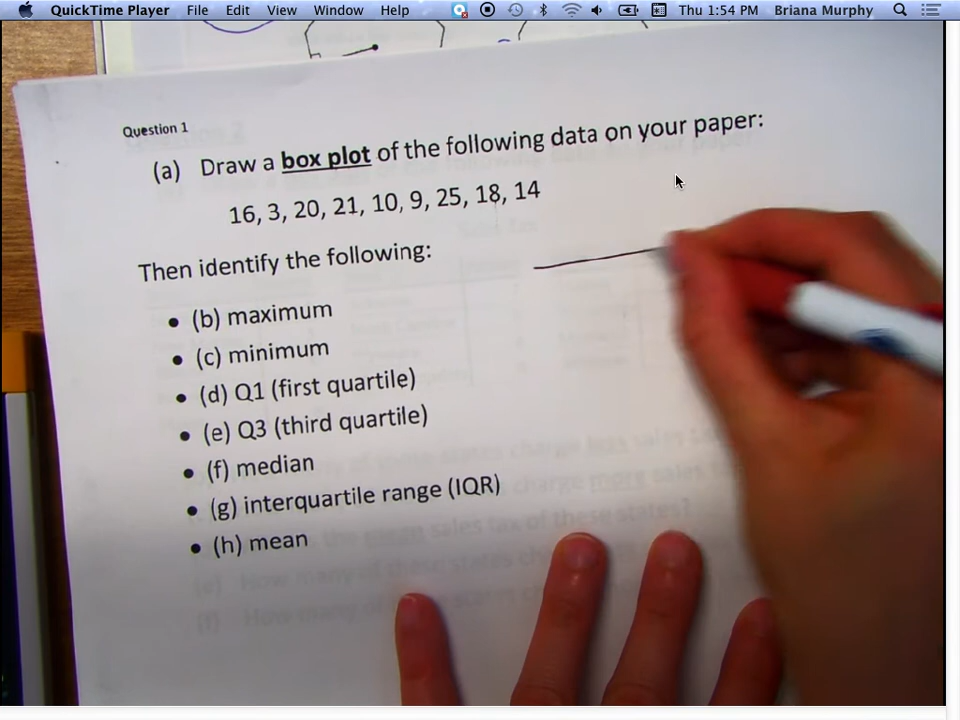 QuickTime Player File Edit View Window Help Thu 1:54 PM Briana Murphy
Question 1
(a) Draw a box plot of the following data on your paper:
16, 3, 20, 21, 10, 9, 25, 18, 14
Then identify the following:
• (b) maximum
• (c) minimum
• (d) Q1 (first quartile)
• (e) Q3 (third quartile)
• (f) median
• (g) interquartile range (IQR)
• (h) mean